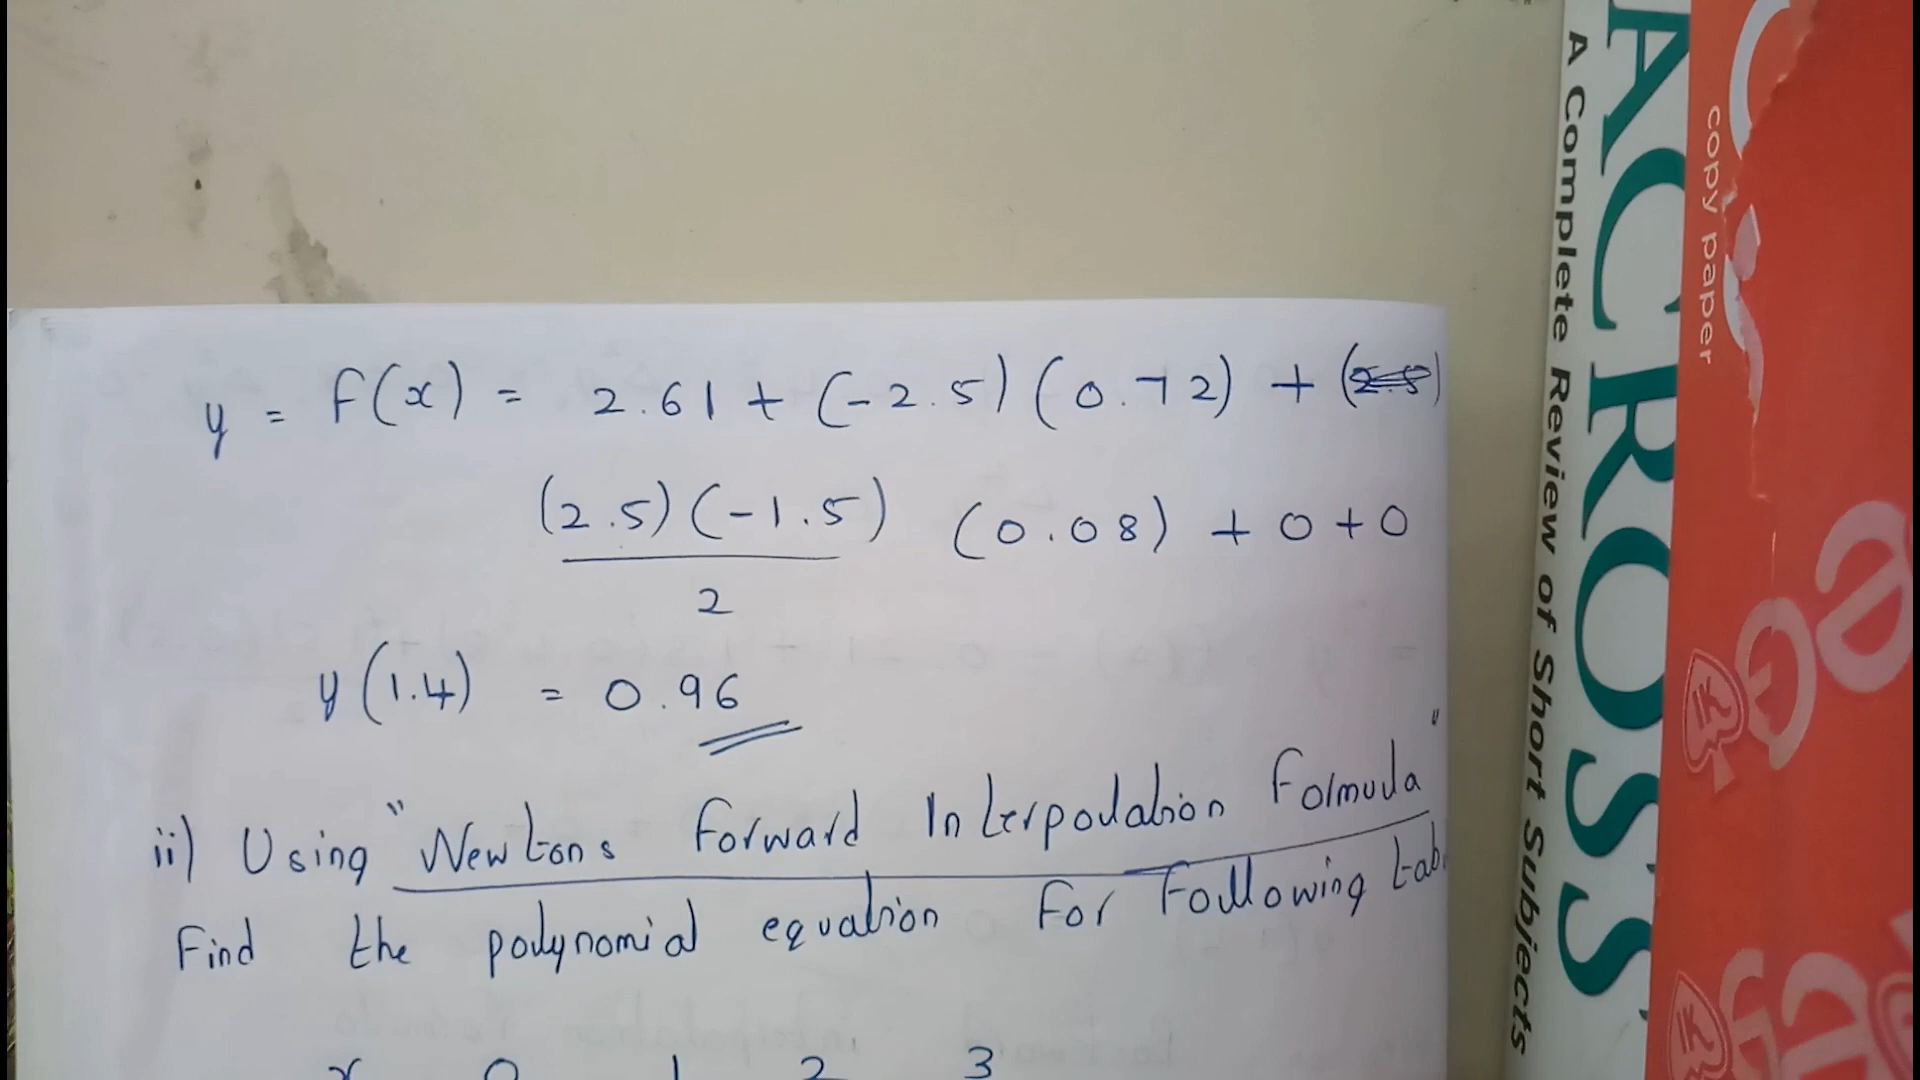 y = f(x) = 2.61 + (-2.5) (0.72) +
(2.5) (-1.5) (0.08) + 0 + 0
2
y (1.4) = 0.96
ii) Using "Newtons Forward Interpolation Formula"
Find the polynomial equation For Following
x 0 1 2 3
ACROSS
A Complete Review of Short Subjects
copy paper